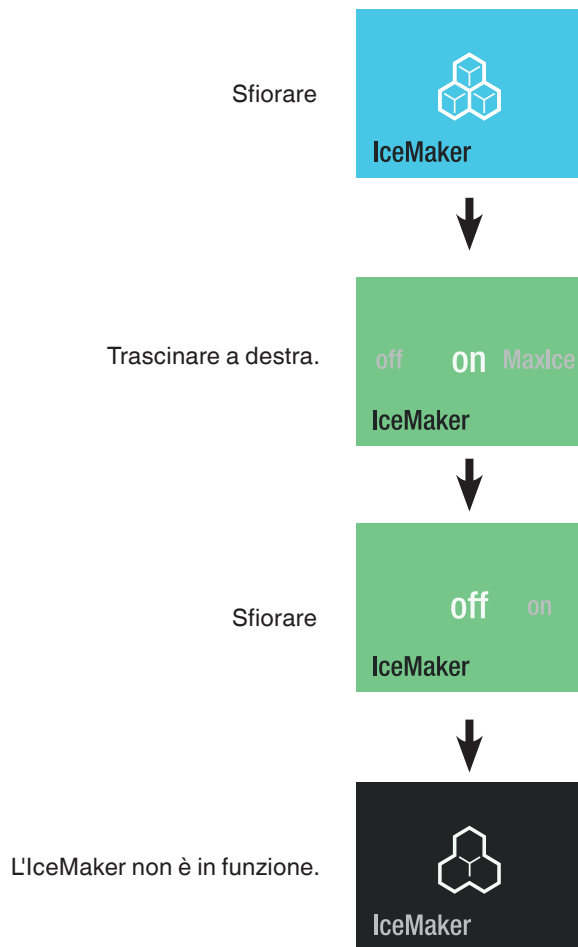 Sfiorare
IceMaker
Trascinare a destra.
off on MaxIce
IceMaker
Sfiorare
off on
IceMaker
L'IceMaker non è in funzione.
IceMaker